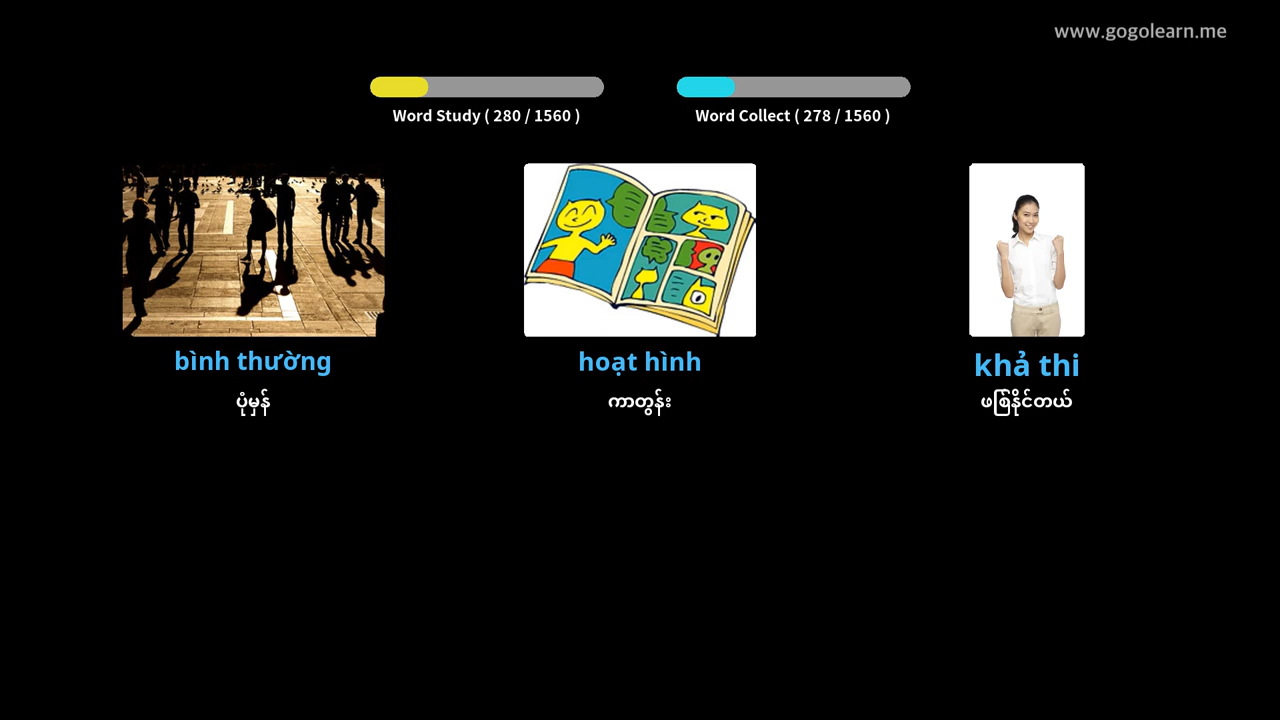 www.gogolearn.me
Word Study ( 280 / 1560 )
Word Collect ( 278 / 1560 )
bình thường
hoạt hình
khả thi
ပုံမှန်
ကာတွန်း
ဖစ်ြနိုင်တယ်